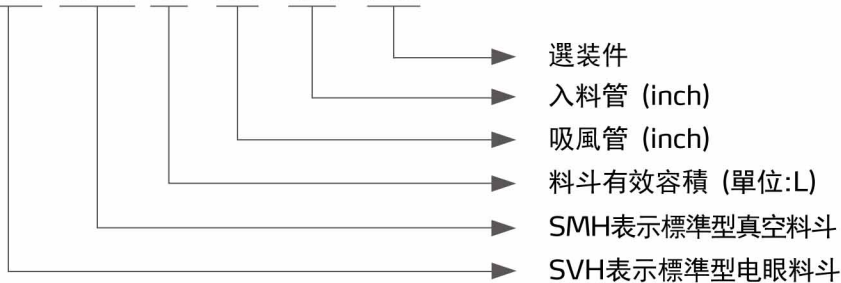 選装件
入料管 (inch)
吸風管 (inch)
料斗有效容積 (單位:L)
SMH表示標準型真空料斗
SVH表示標準型电眼料斗